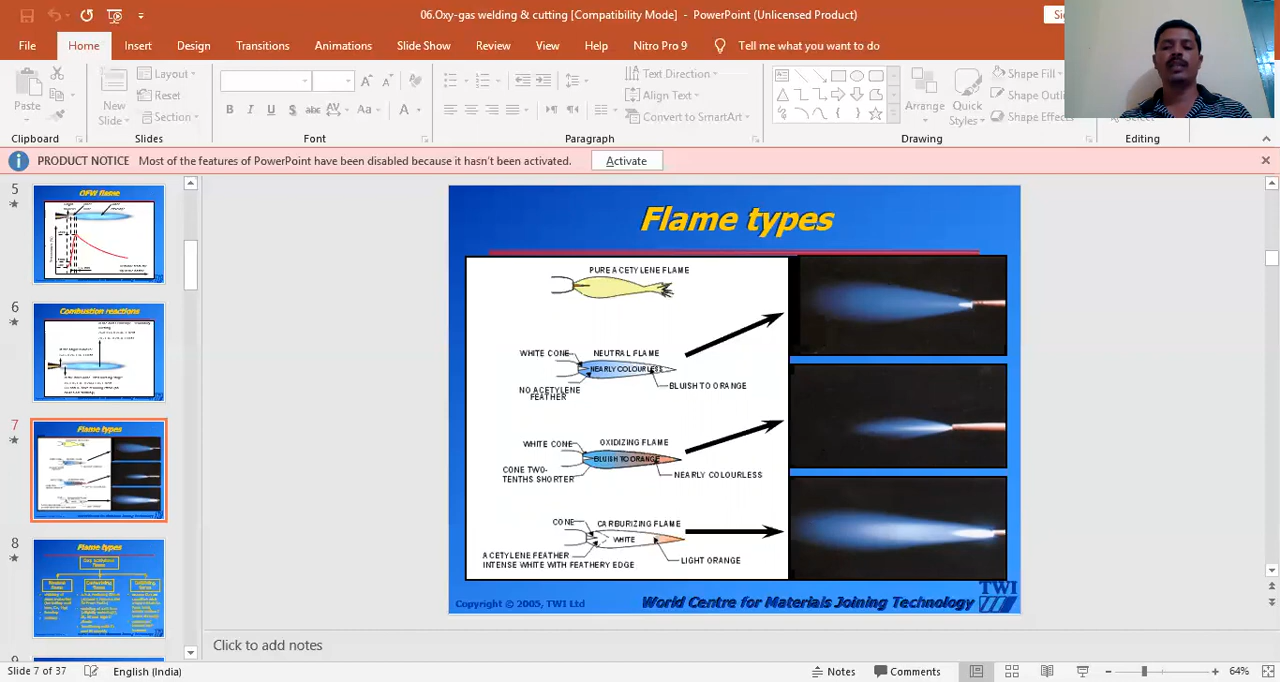 06.Oxy-gas welding & cutting [Compatibility Mode] - PowerPoint (Unlicensed Product)
File Home Insert Design Transitions Animations Slide Show Review View Help Nitro Pro 9 Tell me what you want to do
Paste
Clipboard
New
Slide
Layout
Reset
Section
Slides
Font
Text Direction
Align Text
Convert to SmartArt
Paragraph
Arrange
Quick
Styles
Shape Fill
Shape Outli
Shape Effects
Drawing
Select
Editing
PRODUCT NOTICE Most of the features of PowerPoint have been disabled because it hasn't been activated. Activate
5
OFW flame
6
Combustion reactions
7
Flame types
8
Flame types
9
Flame types
PURE ACETYLENE FLAME
WHITE CONE NEUTRAL FLAME
NEARLY COLOURLESS
NO ACETYLENE
FEATHER
BLUISH TO ORANGE
WHITE CONE OXIDIZING FLAME
BLUISH TO ORANGE
CONE TWO-
TENTHS SHORTER
NEARLY COLOURLESS
CONE CARBURIZING FLAME
WHITE
ACETYLENE FEATHER
INTENSE WHITE WITH FEATHERY EDGE
LIGHT ORANGE
TWI
Copyright © 2005, TWI Ltd World Centre for Materials Joining Technology
Click to add notes
Slide 7 of 37 English (India) Notes Comments 64%